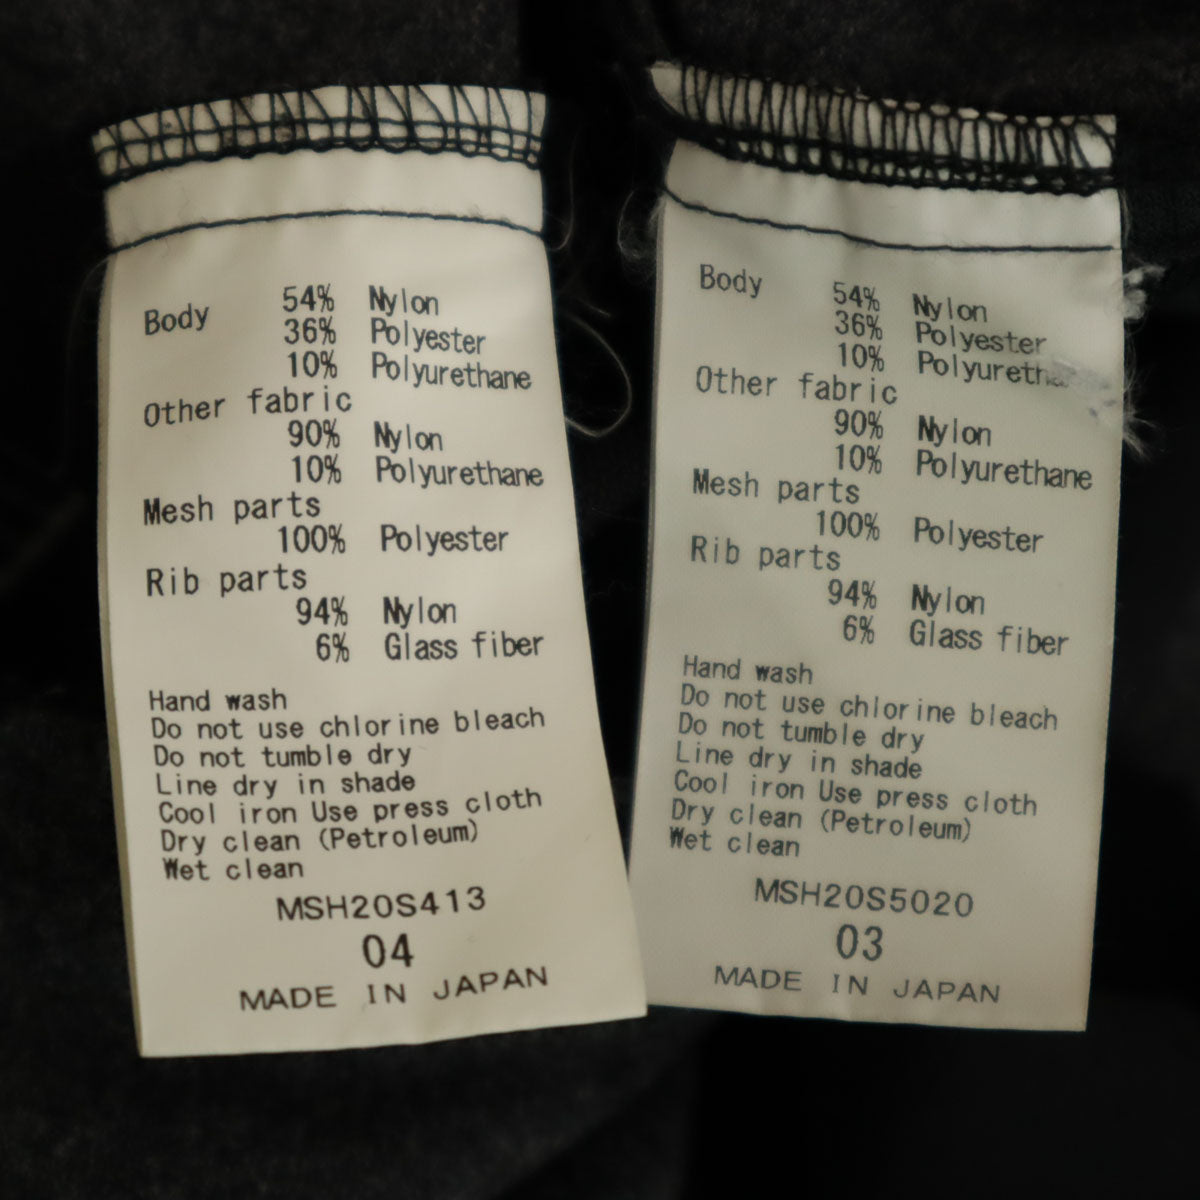 Body 54% Nylon
36% Polyester
10% Polyurethane
Other fabric
90% Nylon
10% Polyurethane
Mesh parts
100% Polyester
Rib parts
94% Nylon
6% Glass fiber
Hand wash
Do not use chlorine bleach
Do not tumble dry
Line dry in shade
Cool iron Use press cloth
Dry clean (Petroleum)
Wet clean
MSH20S413
04
MADE IN JAPAN
Body 54% Nylon
36% Polyester
10%
Other fabric
90% Nylon
10% Polyurethane
Mesh parts
100% Polyester
Rib parts
94% Nylon
6% Glass fiber
Hand wash
Do not use chlorine bleach
Do not tumble dry
Line dry in shade
Cool iron Use press cloth
Dry clean (Petroleum)
Wet clean
MSH20S5020
03
MADE IN JAPAN